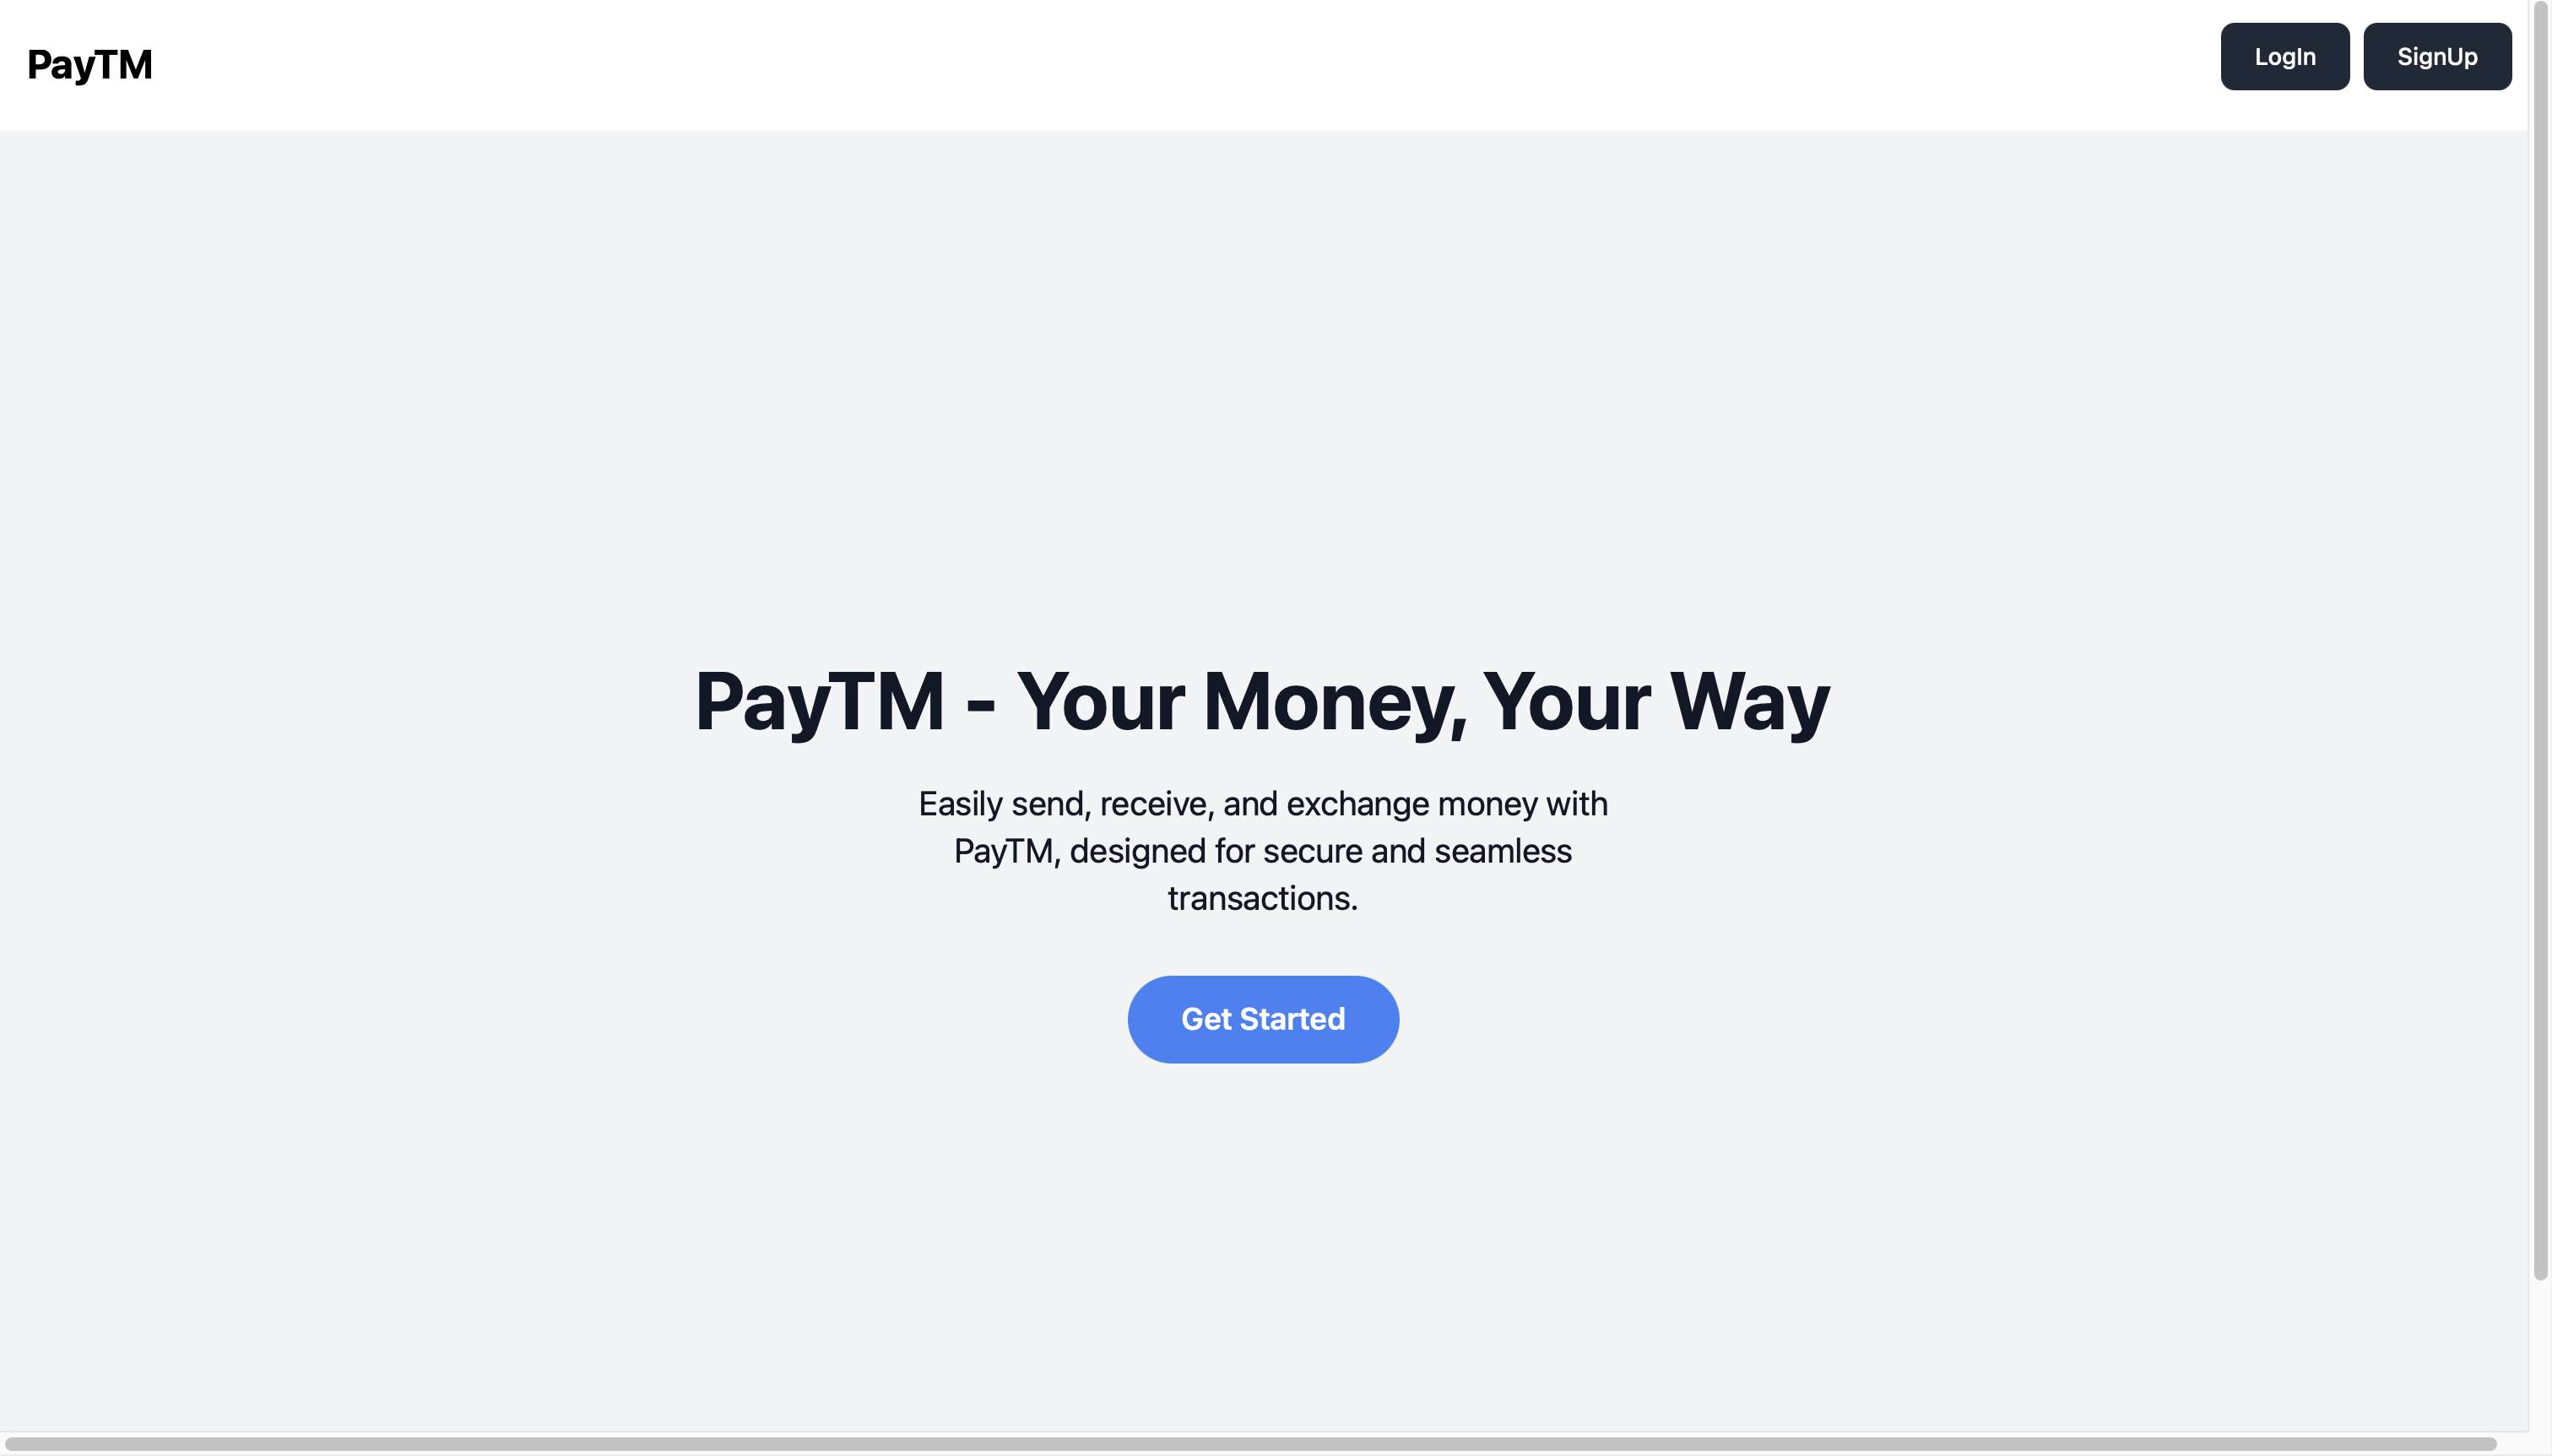 PayTM
LogIn
SignUp
PayTM - Your Money, Your Way
Easily send, receive, and exchange money with
PayTM, designed for secure and seamless
transactions.
Get Started